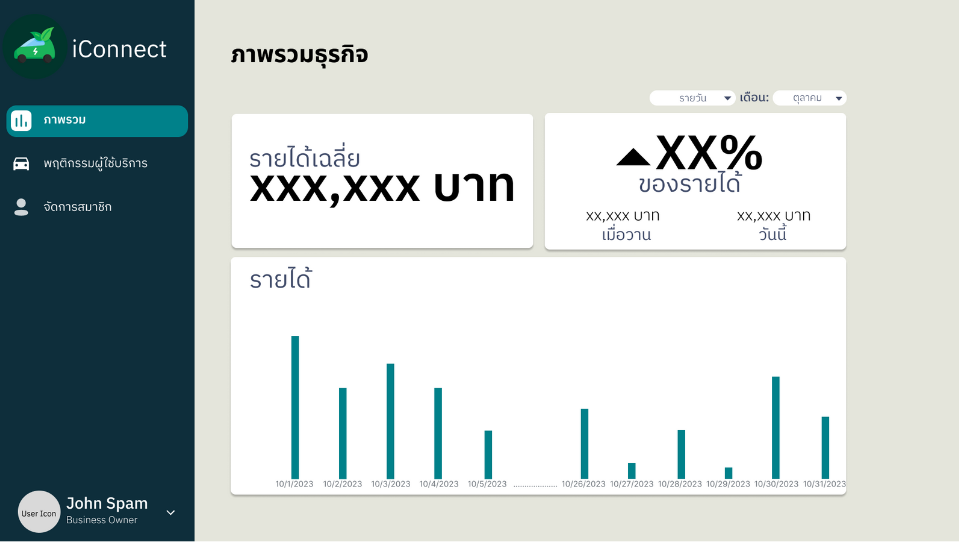 iConnect
ภาพรวม
พฤติกรรมผู้ใช้บริการ
จัดการสมาชิก
User Icon
John Spam
Business Owner
ภาพรวมธุรกิจ
รายวัน เดือน: ตุลาคม
รายได้เฉลี่ย
xxx,xxx บาท
XX%
ของรายได้
xx,xxx บาท xx,xxx บาท
เมื่อวาน วันนี้
รายได้
10/1/2023 10/2/2023 10/3/2023 10/4/2023 10/5/2023 ..................... 10/26/2023 10/27/2023 10/28/2023 10/29/2023 10/30/2023 10/31/2023